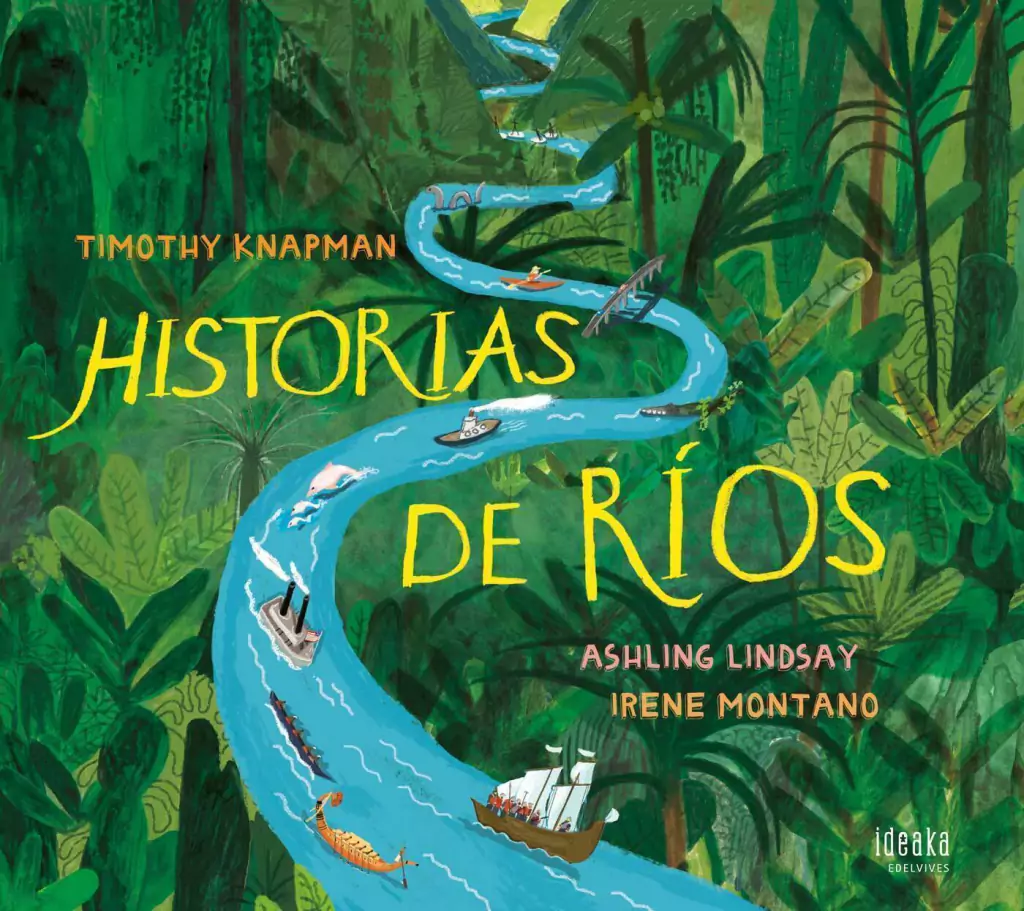 TIMOTHY KNAPMAN
HISTORIAS
DE RÍOS
ASHLING LINDSAY
IRENE MONTANO
ideaka
EDELVIVES